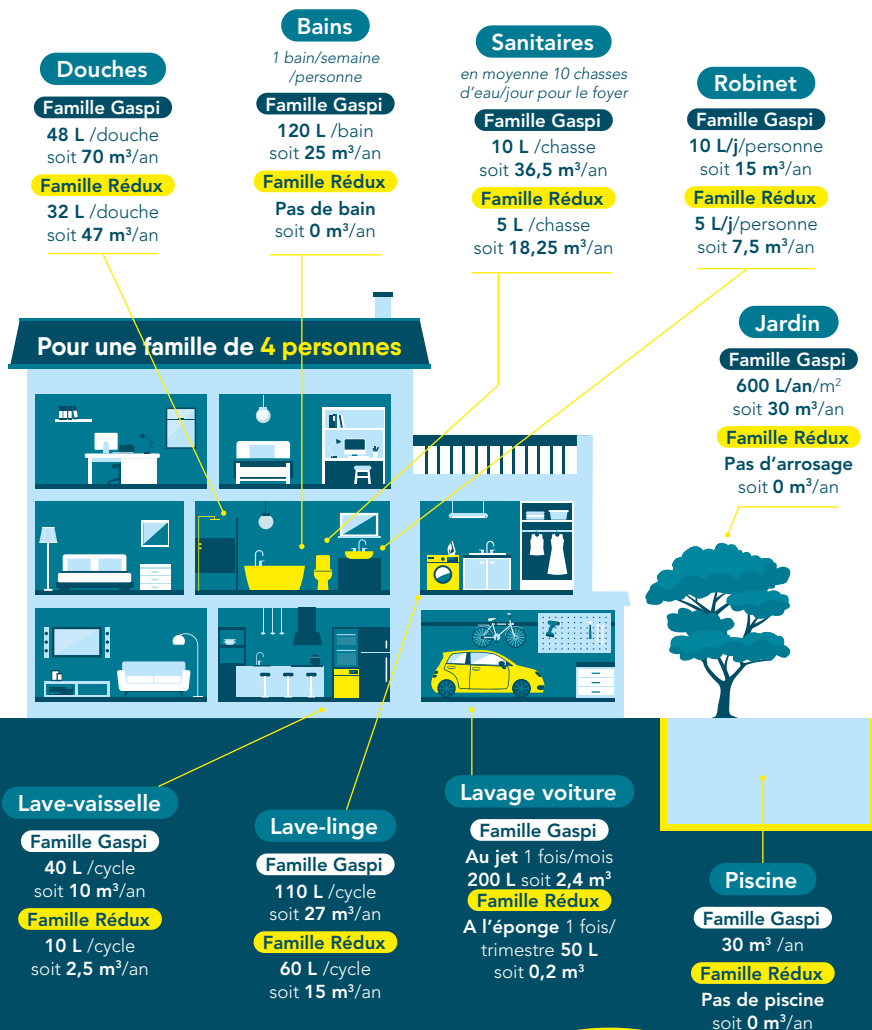 Douches
Famille Gaspi
48 L /douche
soit 70 m³/an
Famille Rédux
32 L /douche
soit 47 m³/an
Bains
1 bain/semaine
/personne
Famille Gaspi
120 L /bain
soit 25 m³/an
Famille Rédux
Pas de bain
soit 0 m³/an
Sanitaires
en moyenne 10 chasses
d'eau/jour pour le foyer
Famille Gaspi
10 L /chasse
soit 36,5 m³/an
Famille Rédux
5 L /chasse
soit 18,25 m³/an
Robinet
Famille Gaspi
10 L/j/personne
soit 15 m³/an
Famille Rédux
5 L/j/personne
soit 7,5 m³/an
Pour une famille de 4 personnes
Jardin
Famille Gaspi
600 L/an/m²
soit 30 m³/an
Famille Rédux
Pas d'arrosage
soit 0 m³/an
Lave-vaisselle
Famille Gaspi
40 L /cycle
soit 10 m³/an
Famille Rédux
10 L /cycle
soit 2,5 m³/an
Lave-linge
Famille Gaspi
110 L /cycle
soit 27 m³/an
Famille Rédux
60 L /cycle
soit 15 m³/an
Lavage voiture
Famille Gaspi
Au jet 1 fois/mois
200 L soit 2,4 m³
Famille Rédux
A l'éponge 1 fois/
trimestre 50 L
soit 0,2 m³
Piscine
Famille Gaspi
30 m³ /an
Famille Rédux
Pas de piscine
soit 0 m³/an